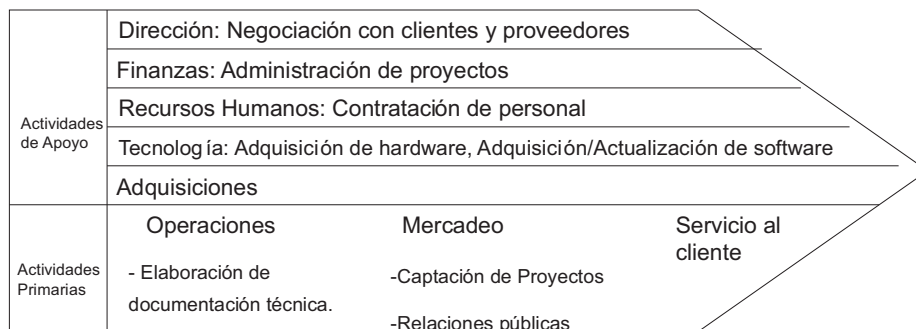 Dirección: Negociación con clientes y proveedores
Finanzas: Administración de proyectos
Recursos Humanos: Contratación de personal
Actividades
de Apoyo
Tecnología: Adquisición de hardware, Adquisición/Actualización de software
Adquisiciones
Operaciones
Mercadeo
Servicio al
cliente
Actividades
Primarias
- Elaboración de
documentación técnica.
-Captación de Proyectos
-Relaciones públicas